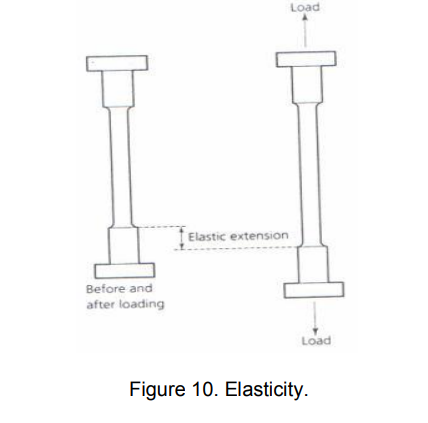 Load
Elastic extension
Before and
after loading
Load
Figure 10. Elasticity.